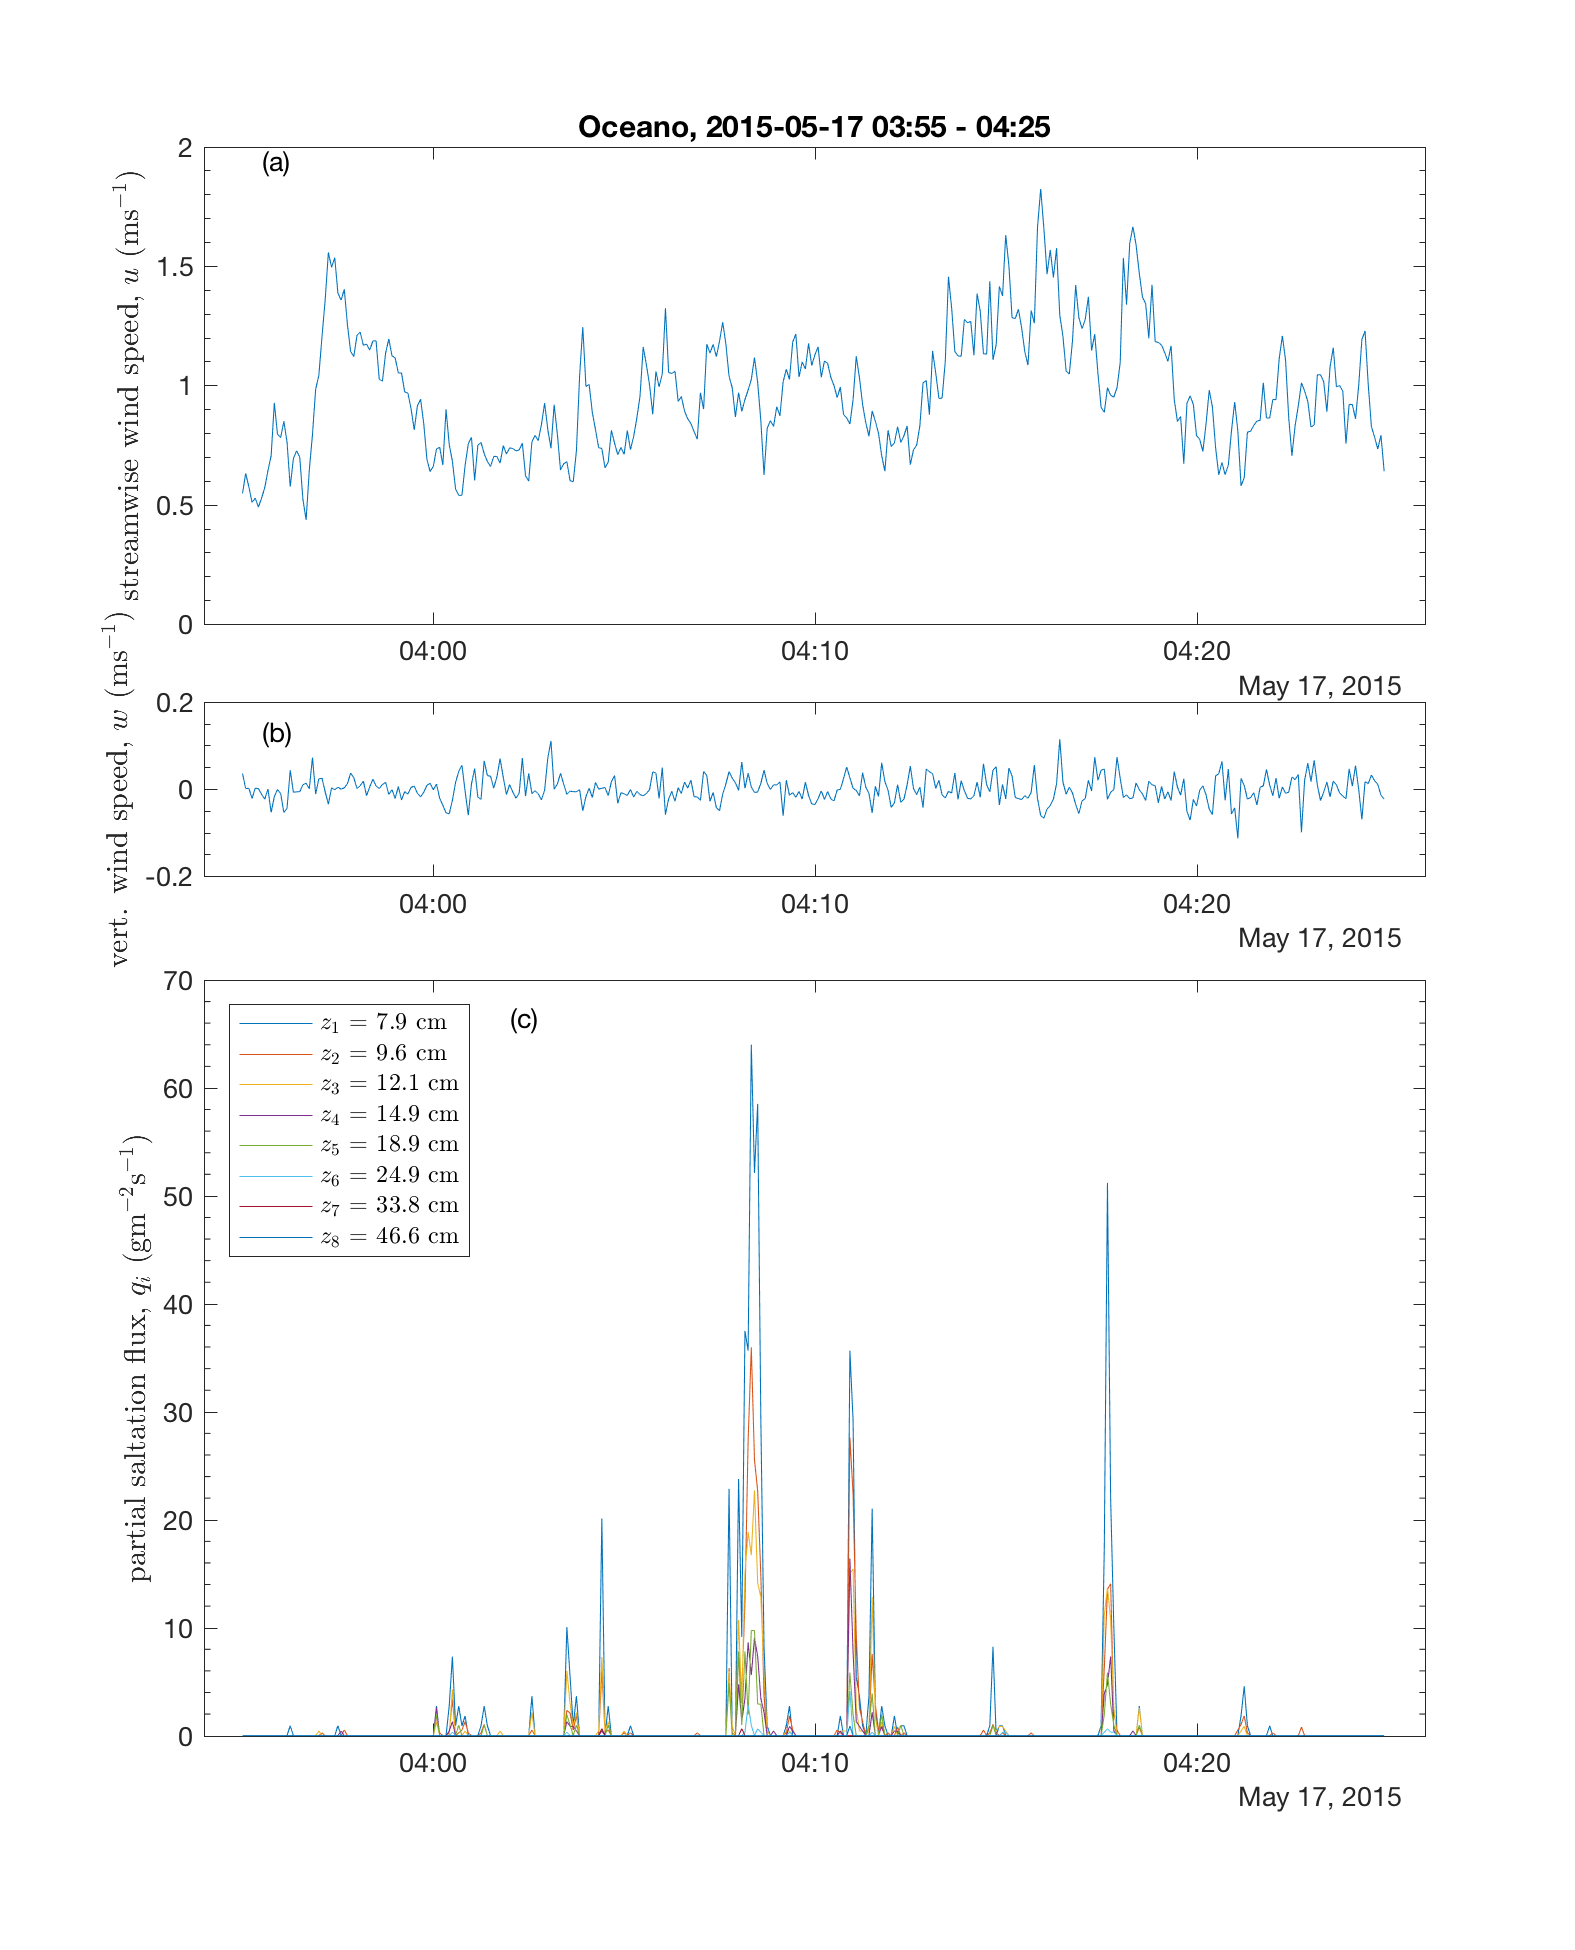 Oceano, 2015-05-17 03:55 - 04:25
(a)
streamwise wind speed, u (ms⁻¹)
2
1.5
1
0.5
0
04:00 04:10 04:20
May 17, 2015
(b)
vert. wind speed, w (ms⁻¹)
0.2
0
-0.2
04:00 04:10 04:20
May 17, 2015
(c)
partial saltation flux, qᵢ (gm⁻²s⁻¹)
70
60
50
40
30
20
10
0
z₁ = 7.9 cm
z₂ = 9.6 cm
z₃ = 12.1 cm
z₄ = 14.9 cm
z₅ = 18.9 cm
z₆ = 24.9 cm
z₇ = 33.8 cm
z₈ = 46.6 cm
04:00 04:10 04:20
May 17, 2015